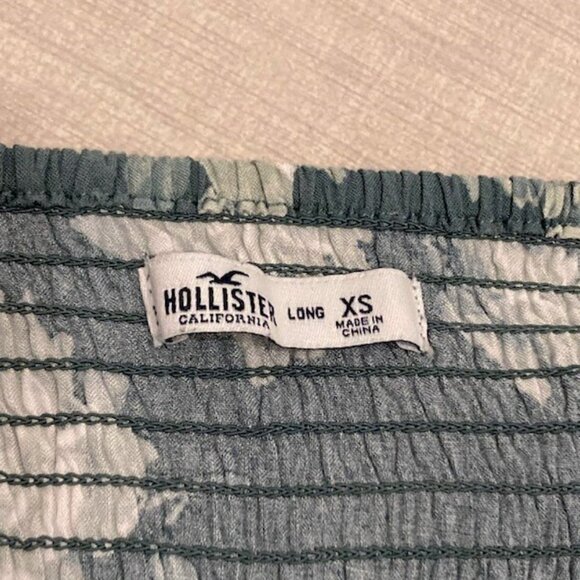 HOLLISTER
CALIFORNIA
LONG
XS
MADE IN
CHINA